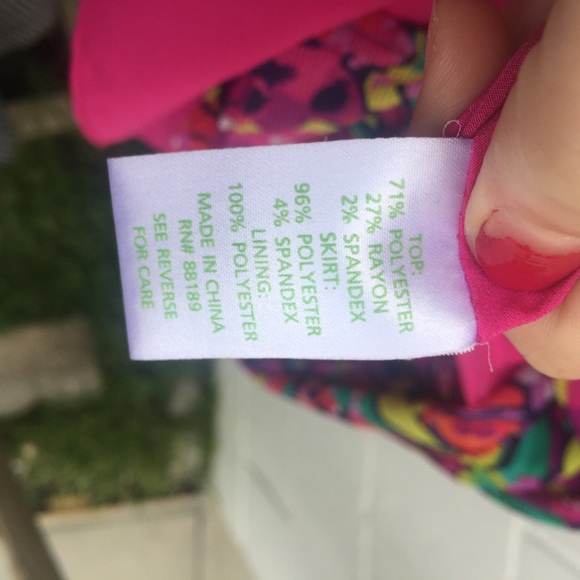 TOP:
71% POLYESTER
27% RAYON
2% SPANDEX
SKIRT:
96% POLYESTER
4% SPANDEX
LINING:
100% POLYESTER
MADE IN CHINA
RN# 88189
SEE REVERSE
FOR CARE